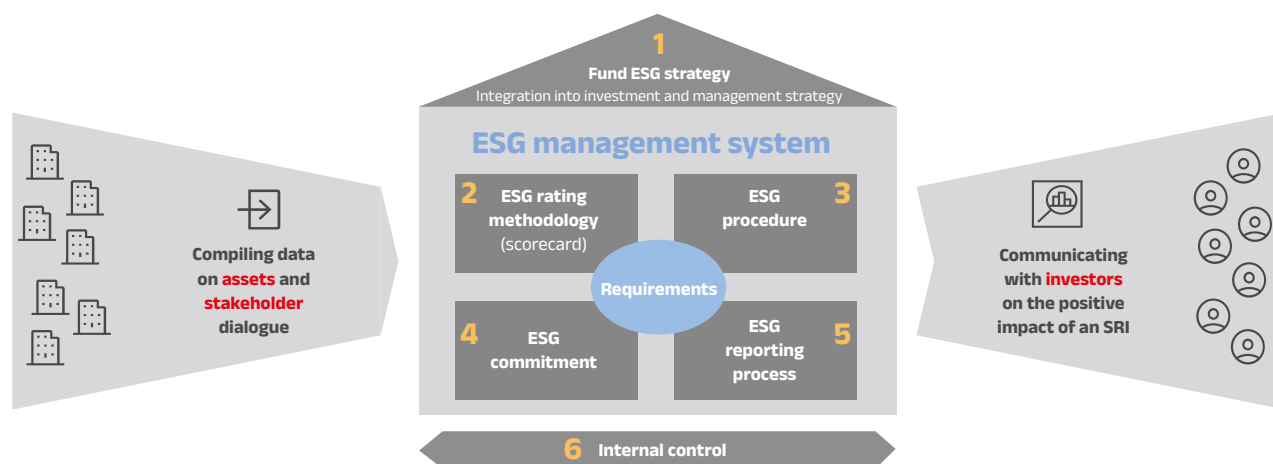 1
Fund ESG strategy
Integration into investment and management strategy
Compiling data
on assets and
stakeholder
dialogue
ESG management system
2
ESG rating
methodology
(scorecard)
3
ESG
procedure
Requirements
4
ESG
commitment
5
ESG
reporting
process
6 Internal control
Communicating
with investors
on the positive
impact of an SRI